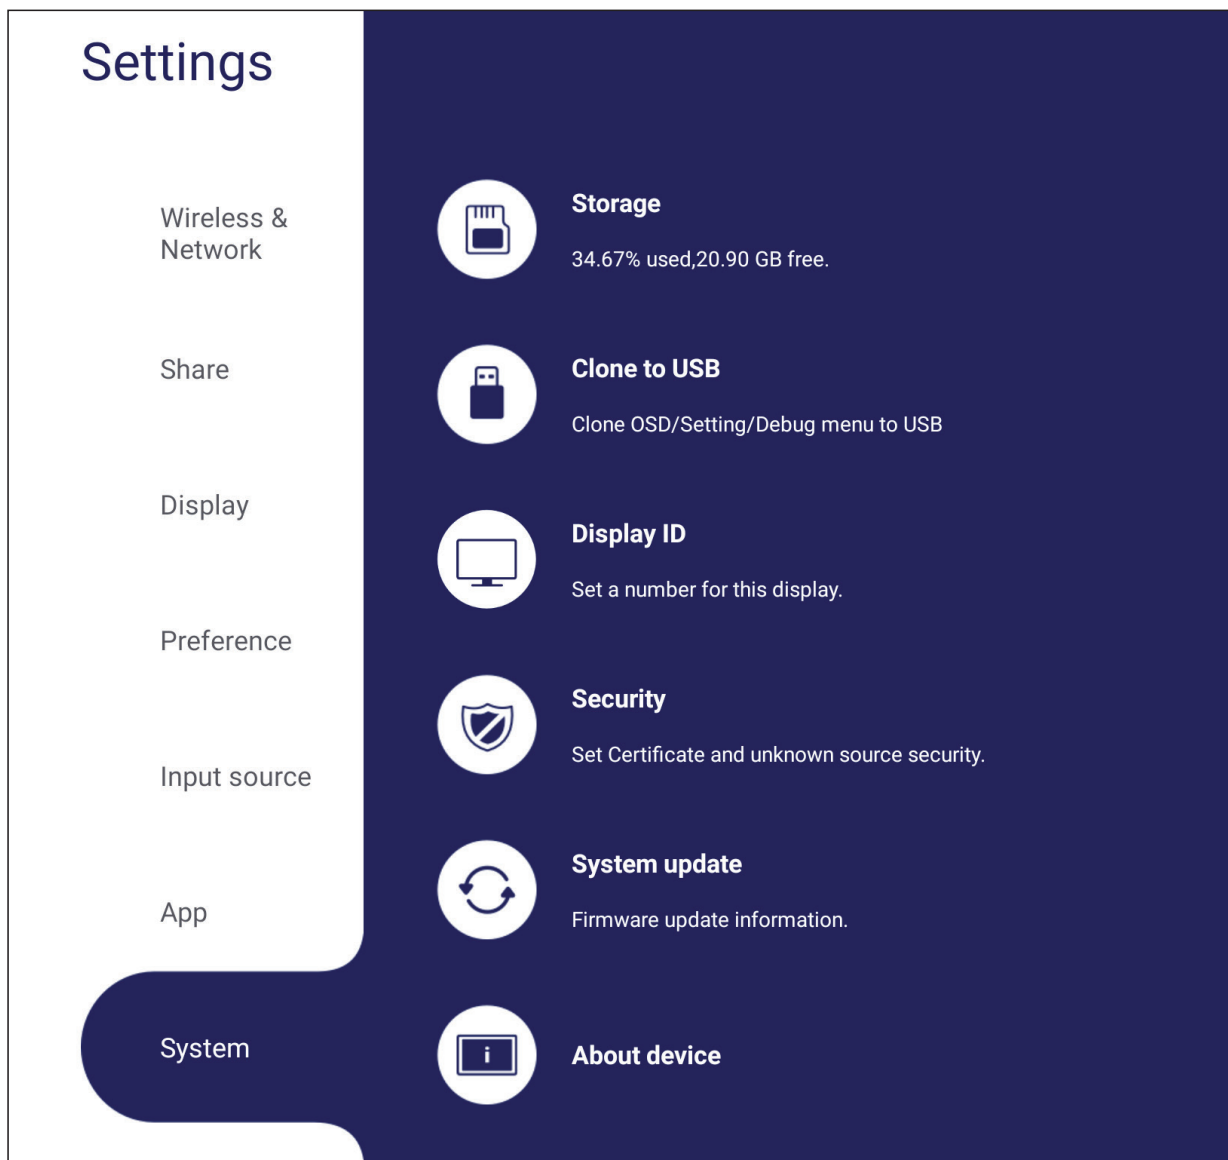 Settings
Wireless &
Network
Share
Display
Preference
Input source
App
System
Storage
34.67% used,20.90 GB free.
Clone to USB
Clone OSD/Setting/Debug menu to USB
Display ID
Set a number for this display.
Security
Set Certificate and unknown source security.
System update
Firmware update information.
i
About device